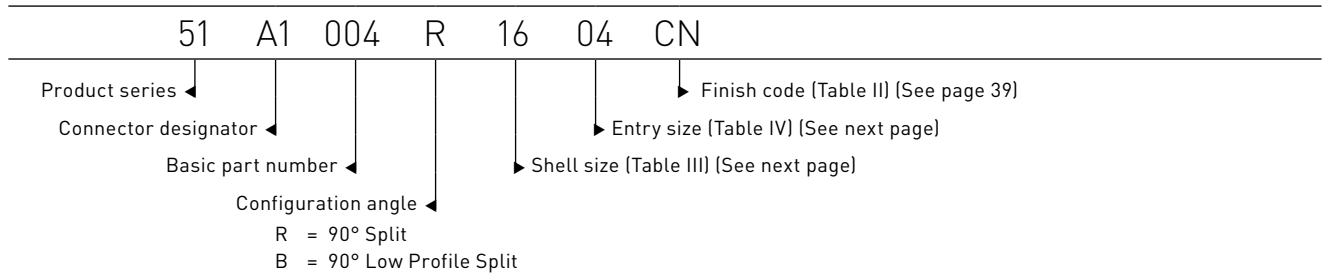 51 A1 004 R 16 04 CN
Product series
Finish code (Table II) (See page 39)
Connector designator
Entry size (Table IV) (See next page)
Basic part number
Shell size (Table III) (See next page)
Configuration angle
R = 90° Split
B = 90° Low Profile Split